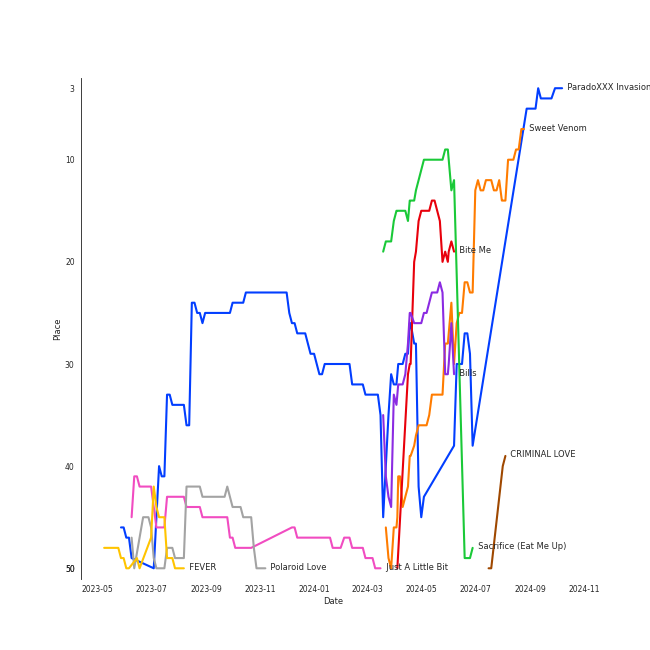 3
ParadoXXX Invasion
Sweet Venom
10
Bite Me
20
Place
30
Bills
40
CRIMINAL LOVE
Sacrifice (Eat Me Up)
50
FEVER
Polaroid Love
Just A Little Bit
2023-05
2023-07
2023-09
2023-11
2024-01
2024-03
2024-05
2024-07
2024-09
2024-11
Date